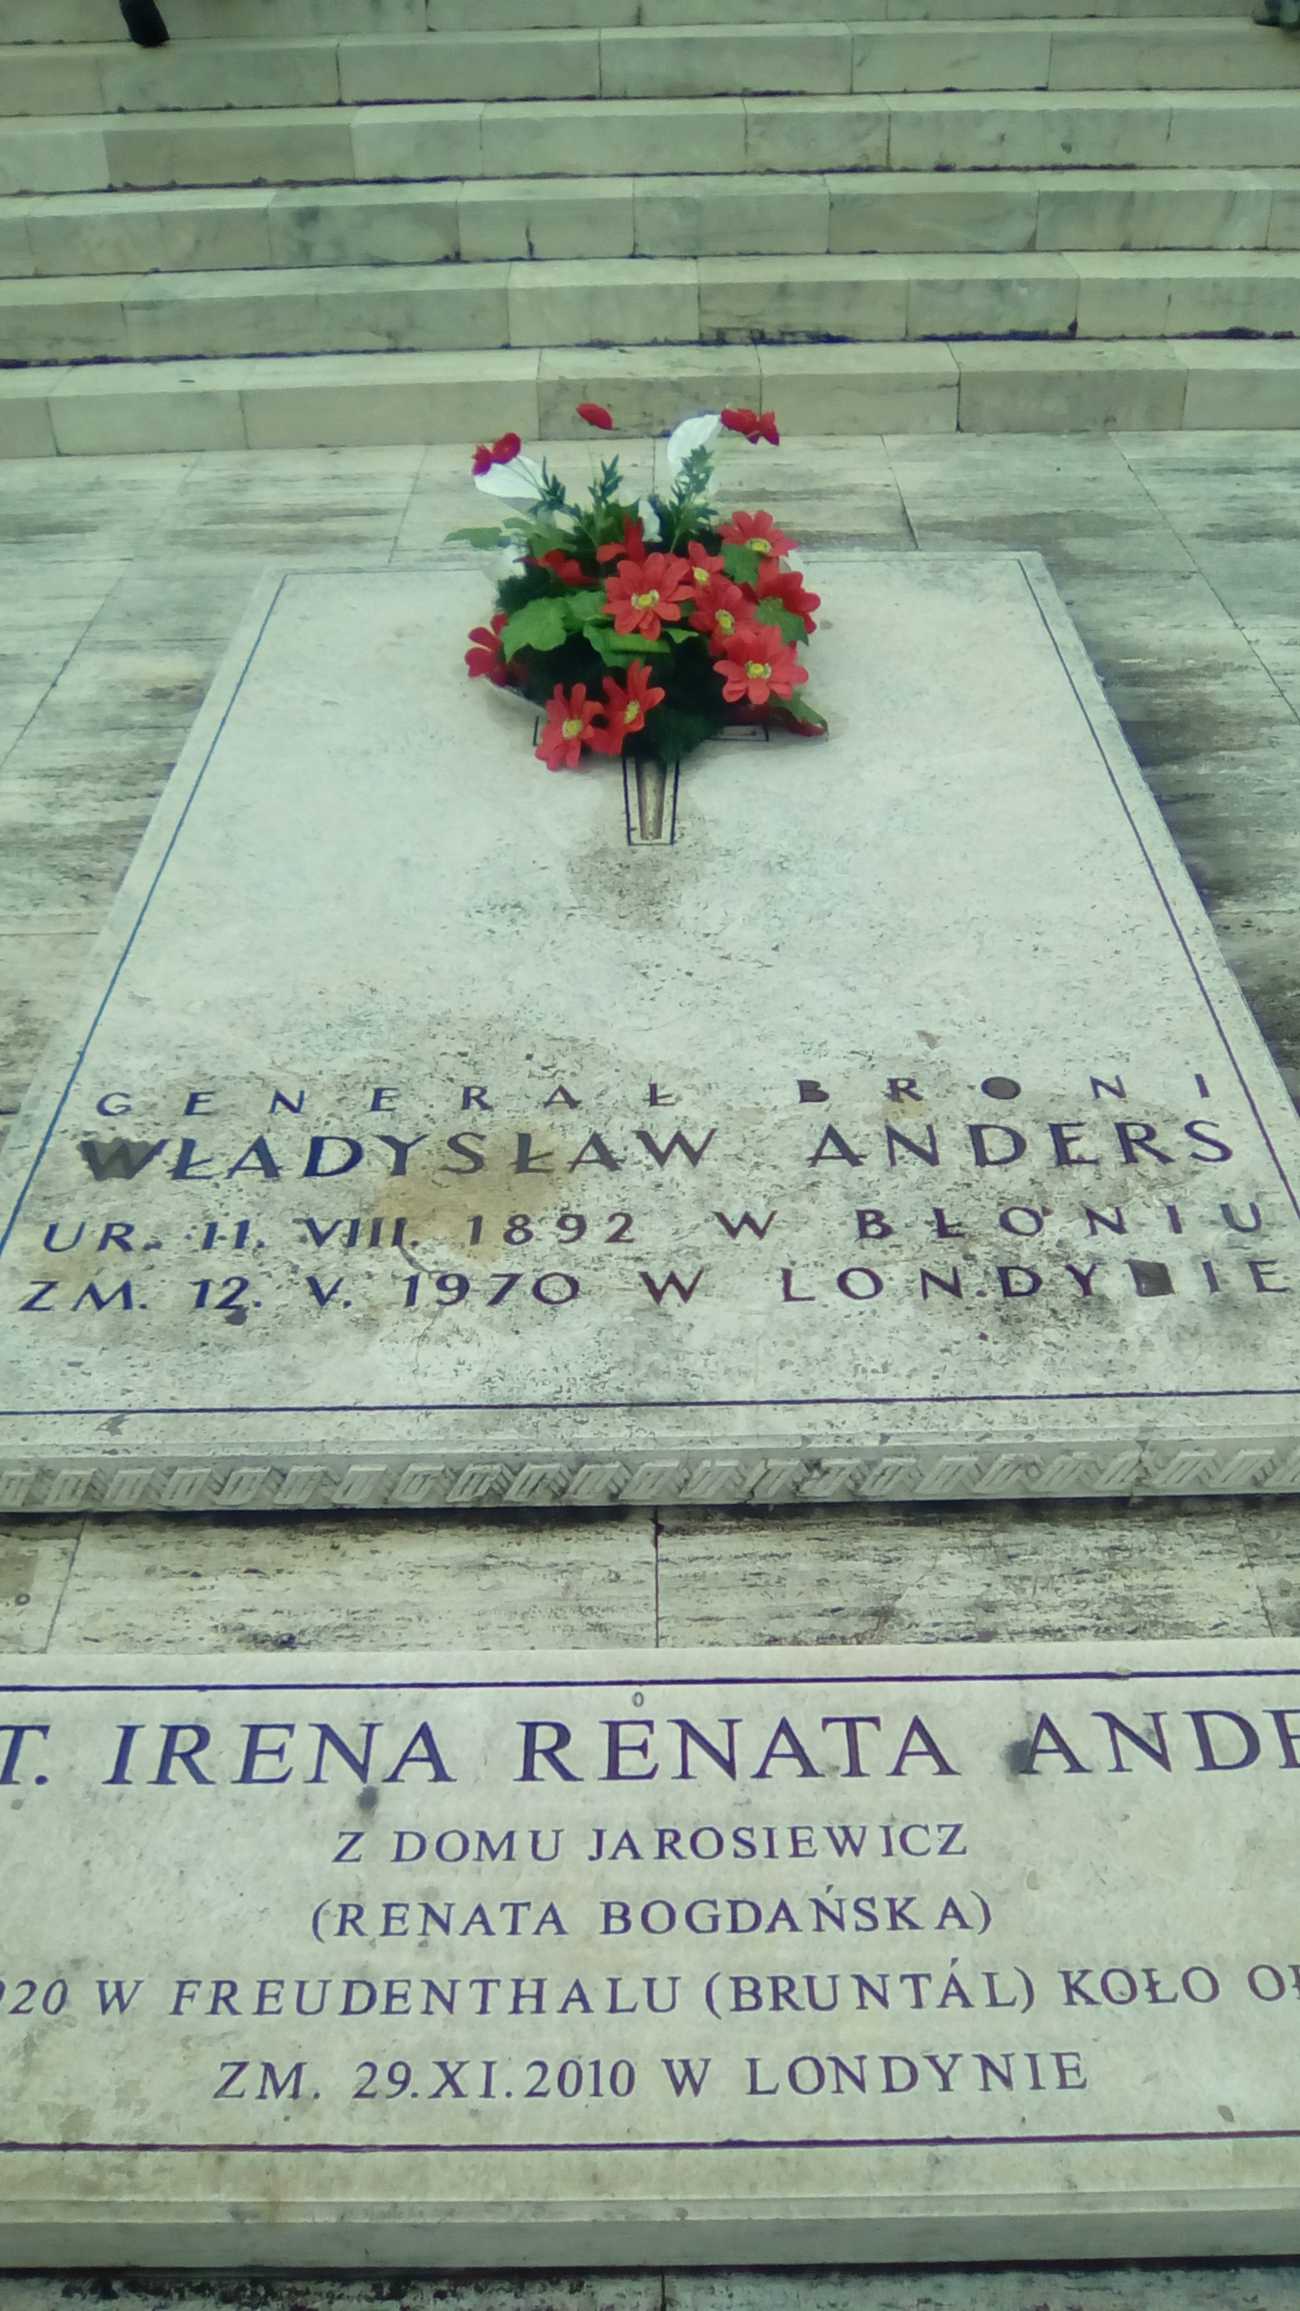 GENERAŁ BRONI
WŁADYSŁAW ANDERS
UR. 11. VIII. 1892 W BŁONIU
ZM. 12. V. 1970 W LONDYNIE
IRENA RENATA
Z DOMU JAROSIEWICZ
(RENATA BOGDAŃSKA)
W FREUDENTHALU (BRUNTÁL) KOŁO
ZM. 29.XI.2010 W LONDYNIE